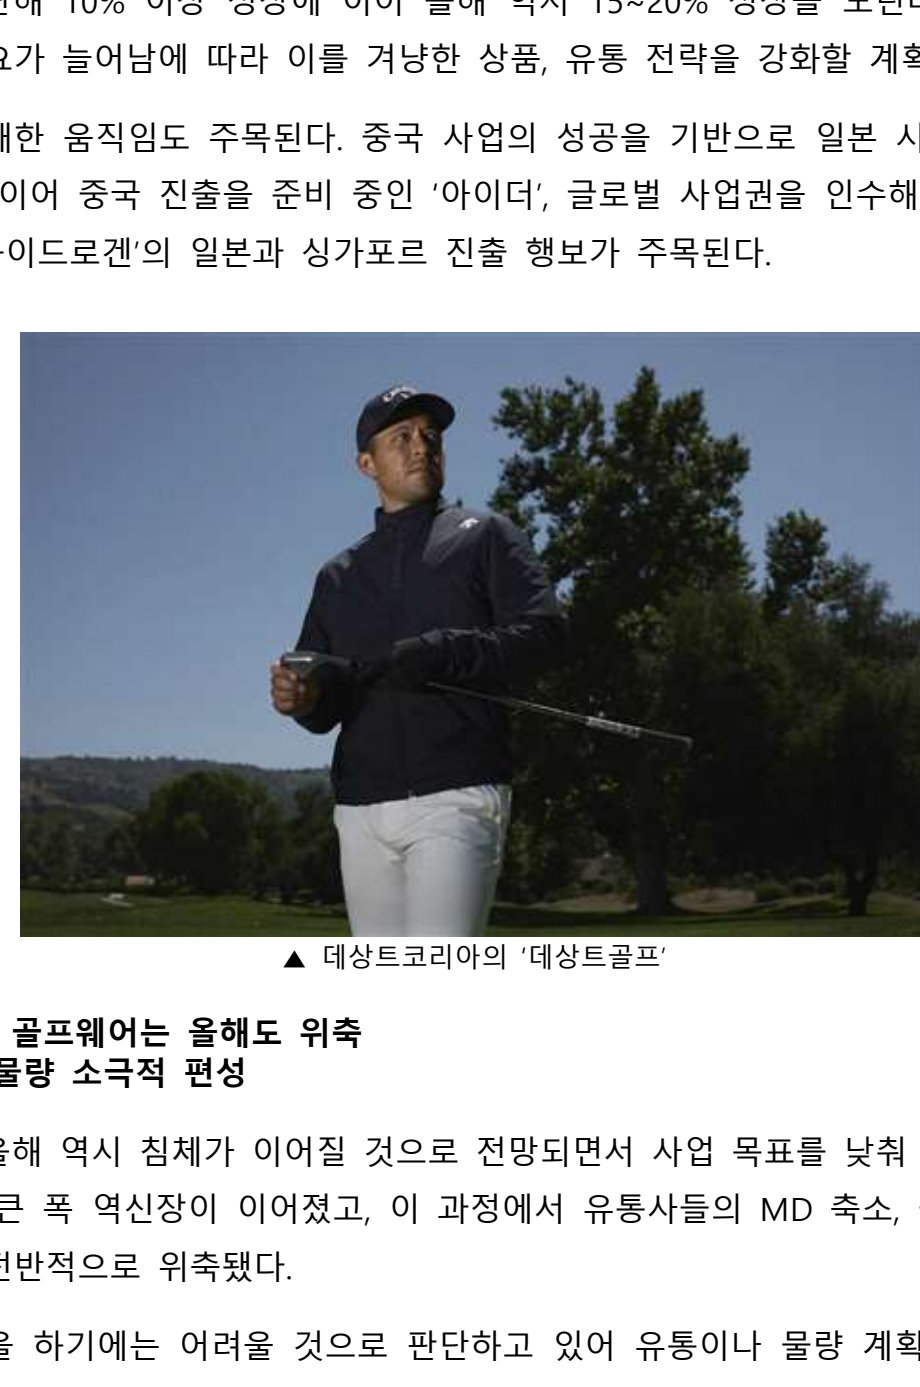 10% 이상 성장에 이어 올해 역시 15~20% 성장을
늘어남에 따라 이를 겨냥한 상품, 유통 전략을 강화할
움직임도 주목된다. 중국 사업의 성공을 기반으로 일본
이어 중국 진출을 준비 중인 ‘아이더’, 글로벌 사업권을 인수해
이드로겐’의 일본과 싱가포르 진출 행보가 주목된다.
▲ 데상트코리아의 ‘데상트골프’
골프웨어는 올해도 위축
물량 소극적 편성
올해 역시 침체가 이어질 것으로 전망되면서 사업 목표를 낮춰
큰 폭 역신장이 이어졌고, 이 과정에서 유통사들의 MD 축소,
전반적으로 위축됐다.
을 하기에는 어려울 것으로 판단하고 있어 유통이나 물량 계획